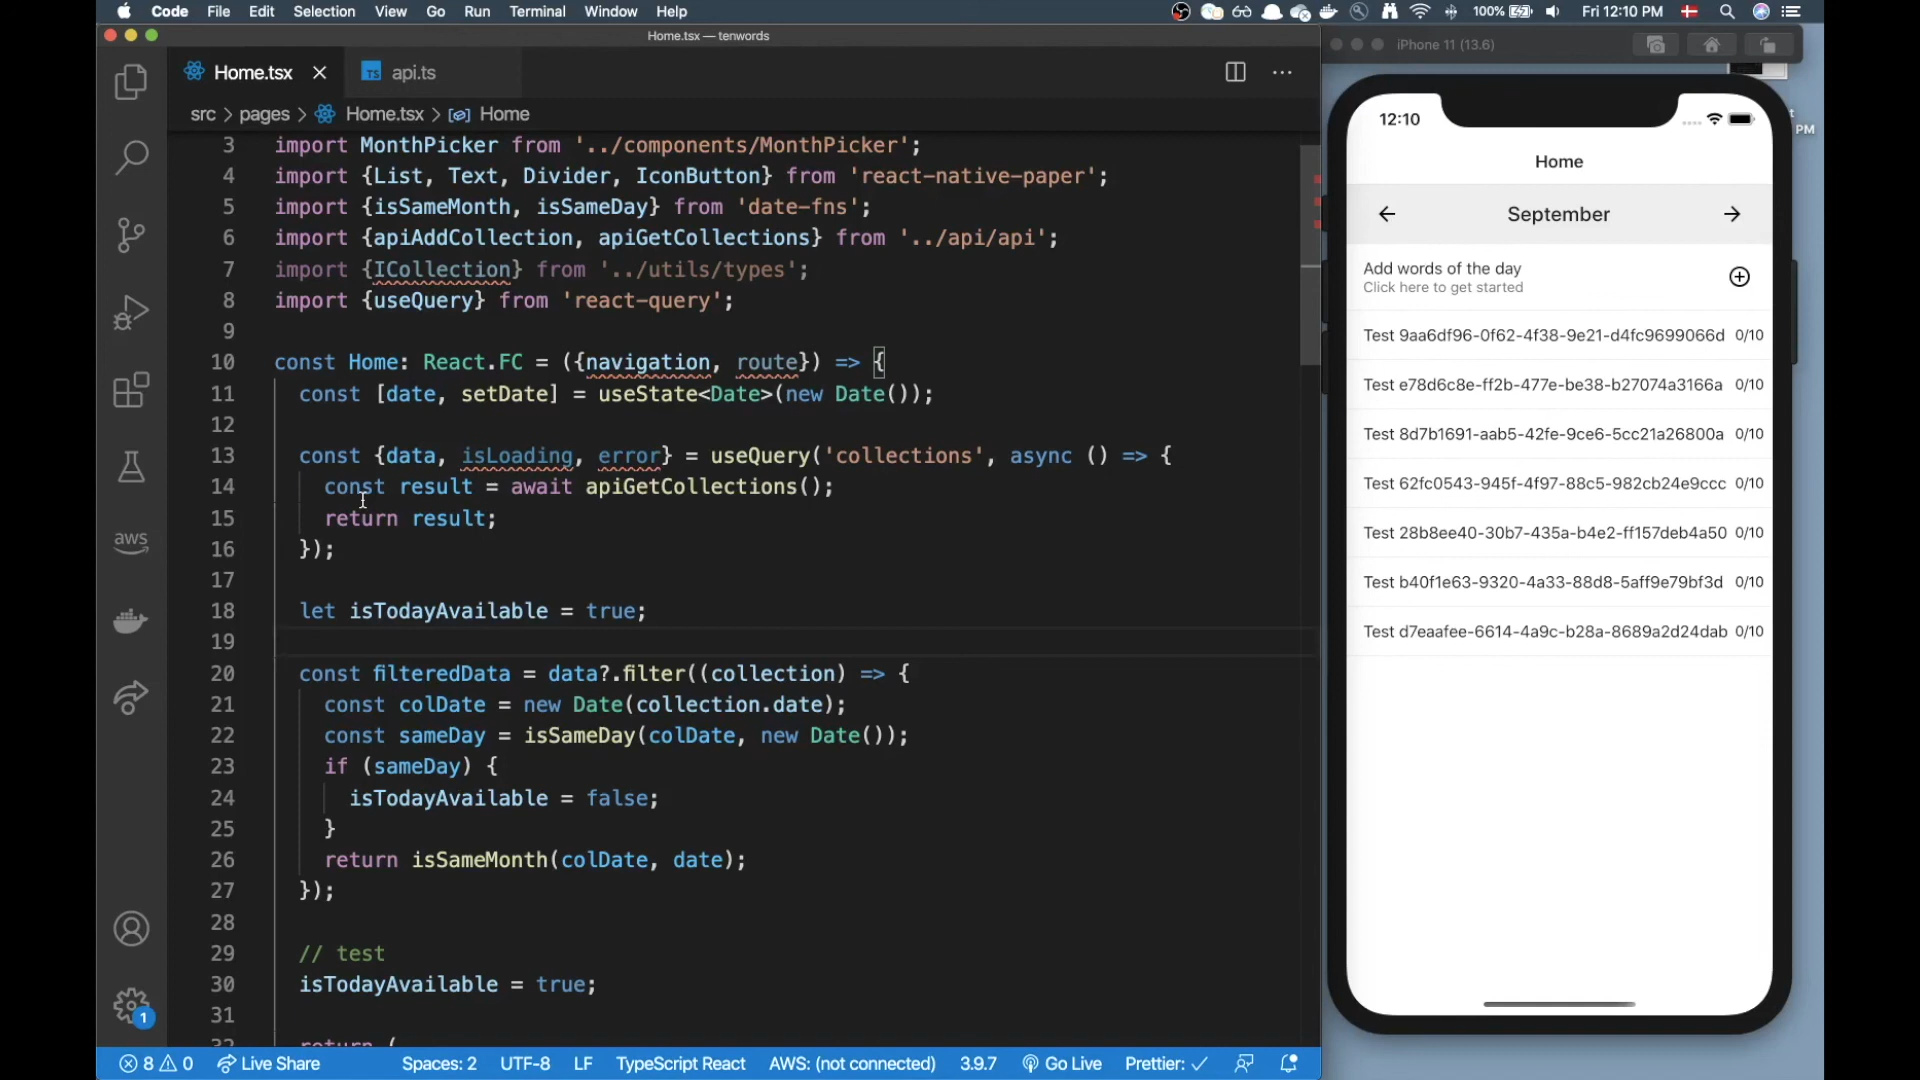 Code File Edit Selection View Go Run Terminal Window Help
100% Fri 12:10 PM
Home.tsx — tenwords
Home.tsx
TS api.ts
src > pages > Home.tsx > Home
3 import MonthPicker from '../components/MonthPicker';
4 import {List, Text, Divider, IconButton} from 'react-native-paper';
5 import {isSameMonth, isSameDay} from 'date-fns';
6 import {apiAddCollection, apiGetCollections} from '../api/api';
7 import {ICollection} from '../utils/types';
8 import {useQuery} from 'react-query';
9
10 const Home: React.FC = ({navigation, route}) => {
11 const [date, setDate] = useState<Date>(new Date());
12
13 const {data, isLoading, error} = useQuery('collections', async () => {
14 const result = await apiGetCollections();
15 return result;
16 });
17
18 let isTodayAvailable = true;
19
20 const filteredData = data?.filter((collection) => {
21 const colDate = new Date(collection.date);
22 const sameDay = isSameDay(colDate, new Date());
23 if (sameDay) {
24 isTodayAvailable = false;
25 }
26 return isSameMonth(colDate, date);
27 });
28
29 // test
30 isTodayAvailable = true;
31
32 return (
aws
1
8 0 Live Share Spaces: 2 UTF-8 LF TypeScript React AWS: (not connected) 3.9.7 Go Live Prettier: ✓
iPhone 11 (13.6)
PM
12:10
Home
← September →
Add words of the day
Click here to get started
Test 9aa6df96-0f62-4f38-9e21-d4fc9699066d 0/10
Test e78d6c8e-ff2b-477e-be38-b27074a3166a 0/10
Test 8d7b1691-aab5-42fe-9ce6-5cc21a26800a 0/10
Test 62fc0543-945f-4f97-88c5-982cb24e9ccc 0/10
Test 28b8ee40-30b7-435a-b4e2-ff157deb4a50 0/10
Test b40f1e63-9320-4a33-88d8-5aff9e79bf3d 0/10
Test d7eaafee-6614-4a9c-b28a-8689a2d24dab 0/10